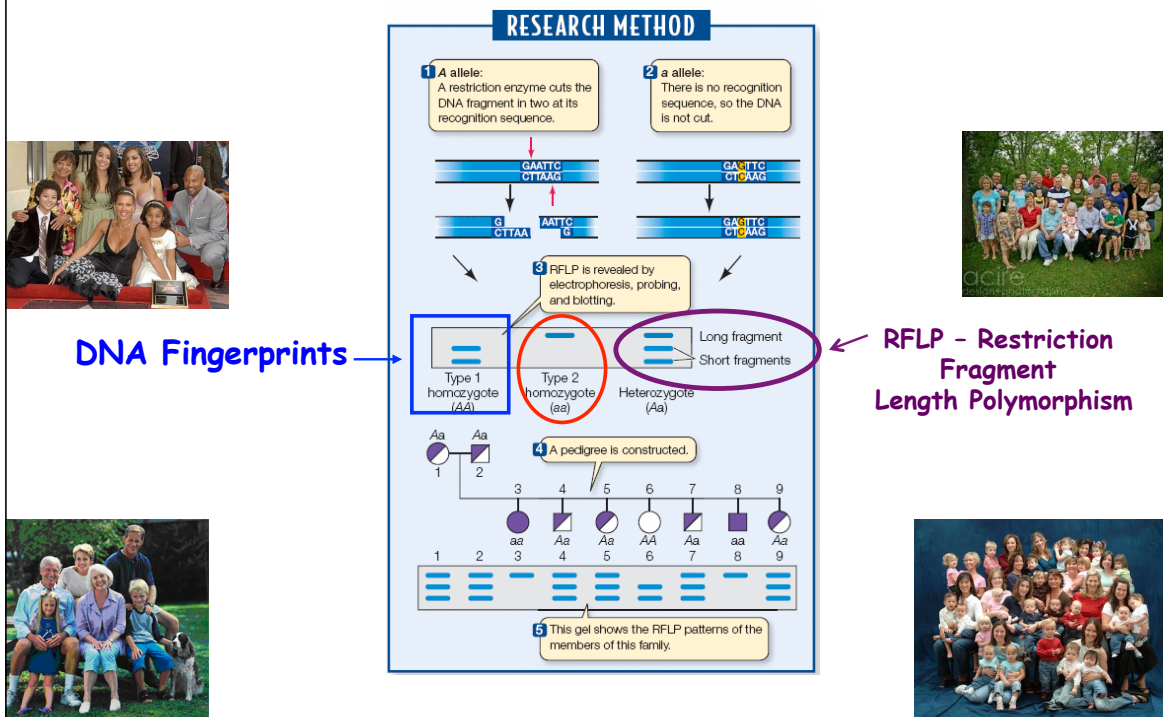 RESEARCH METHOD
1 A allele:
A restriction enzyme cuts the
DNA fragment in two at its
recognition sequence.
2 a allele:
There is no recognition
sequence, so the DNA
is not cut.
GAATTC
CTTAAG
GAGTTC
CTCAAG
G AATTC
CTTAA G
GAGTTC
CTCAAG
3 RFLP is revealed by
electrophoresis, probing,
and blotting.
acire
DNA Fingerprints
Long fragment
Short fragments
Type 1
homozygote
(AA)
Type 2
homozygote
(aa)
Heterozygote
(Aa)
RFLP – Restriction
Fragment
Length Polymorphism
Aa Aa
1 2
4 A pedigree is constructed.
3 4 5 6 7 8 9
aa Aa Aa AA Aa aa Aa
1 2 3 4 5 6 7 8 9
5 This gel shows the RFLP patterns of the
members of this family.